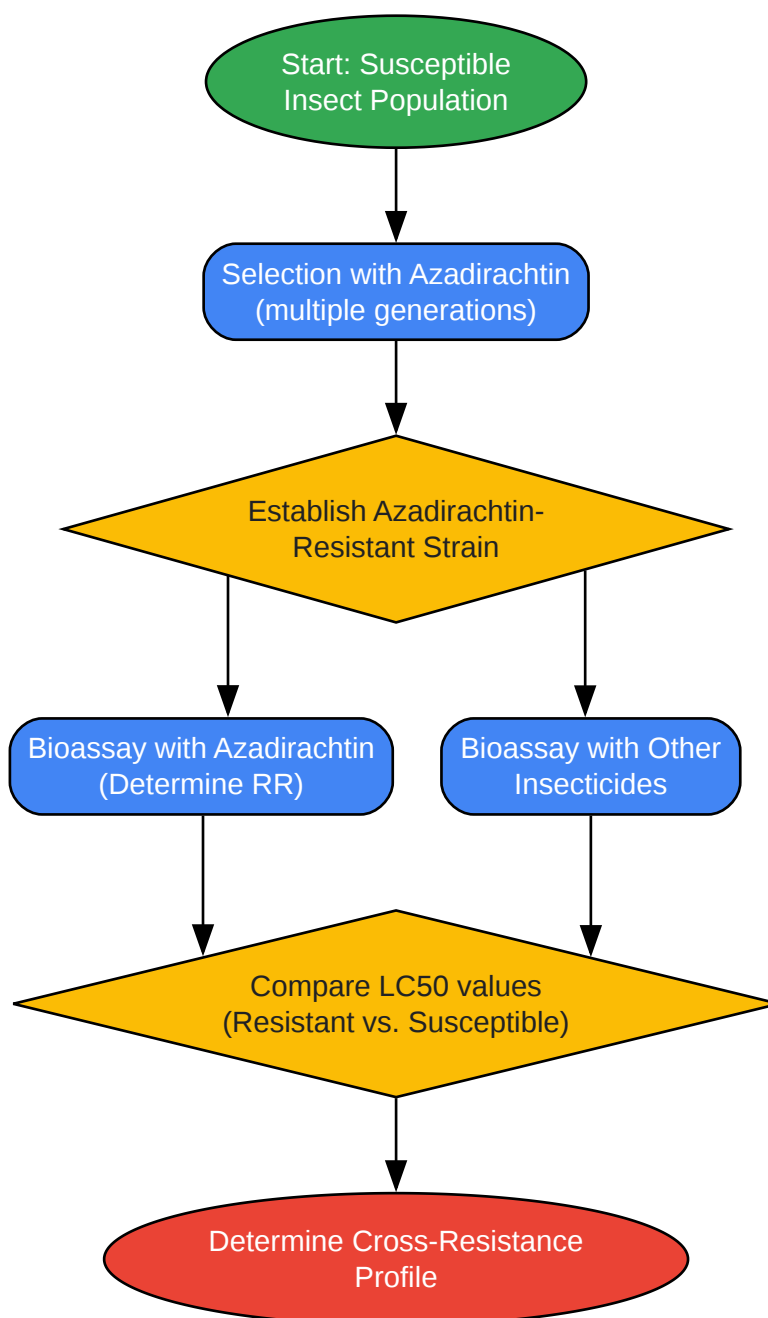 Start: Susceptible
Insect Population
Selection with Azadirachtin
(multiple generations)
Establish Azadirachtin-
Resistant Strain
Bioassay with Azadirachtin
(Determine RR)
Bioassay with Other
Insecticides
Compare LC50 values
(Resistant vs. Susceptible)
Determine Cross-Resistance
Profile